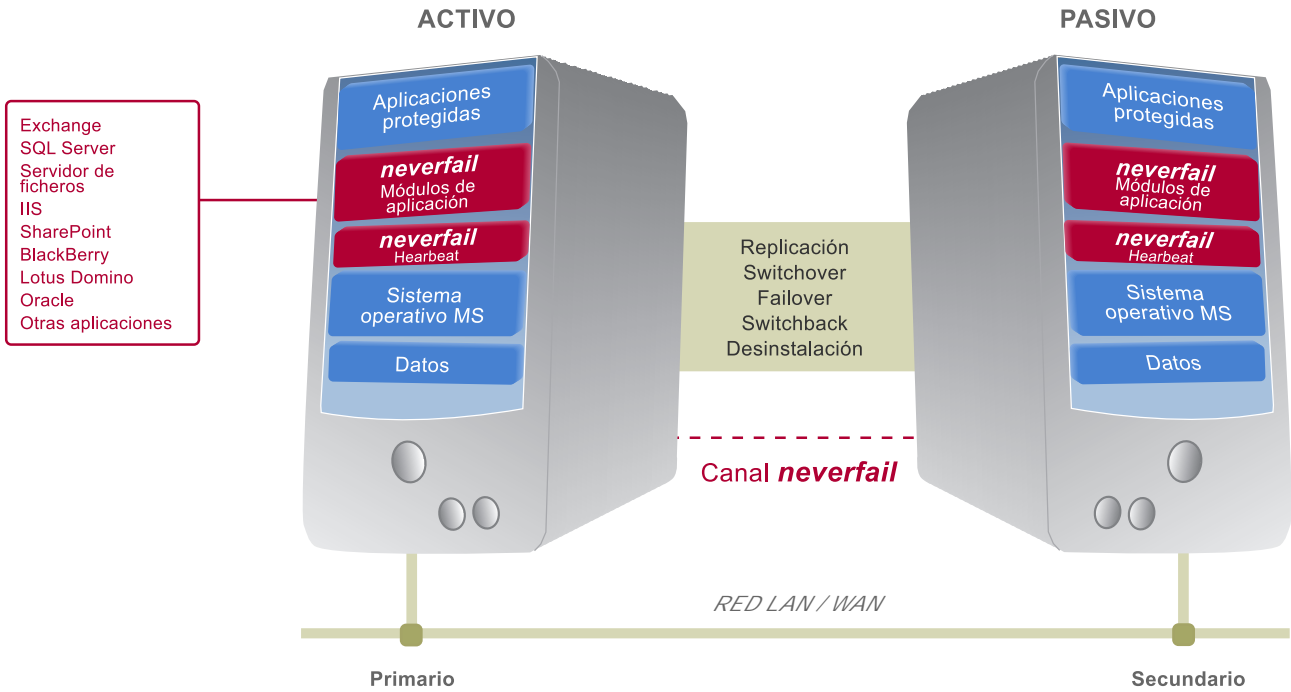 ACTIVO
PASIVO
Exchange
SQL Server
Servidor de
ficheros
IIS
SharePoint
BlackBerry
Lotus Domino
Oracle
Otras aplicaciones
Aplicaciones
protegidas
neverfail
Módulos de
aplicación
neverfail
Hearbeat
Sistema
operativo MS
Datos
Replicación
Switchover
Failover
Switchback
Desinstalación
Canal neverfail
Aplicaciones
protegidas
neverfail
Módulos de
aplicación
neverfail
Hearbeat
Sistema
operativo MS
Datos
RED LAN / WAN
Primario
Secundario